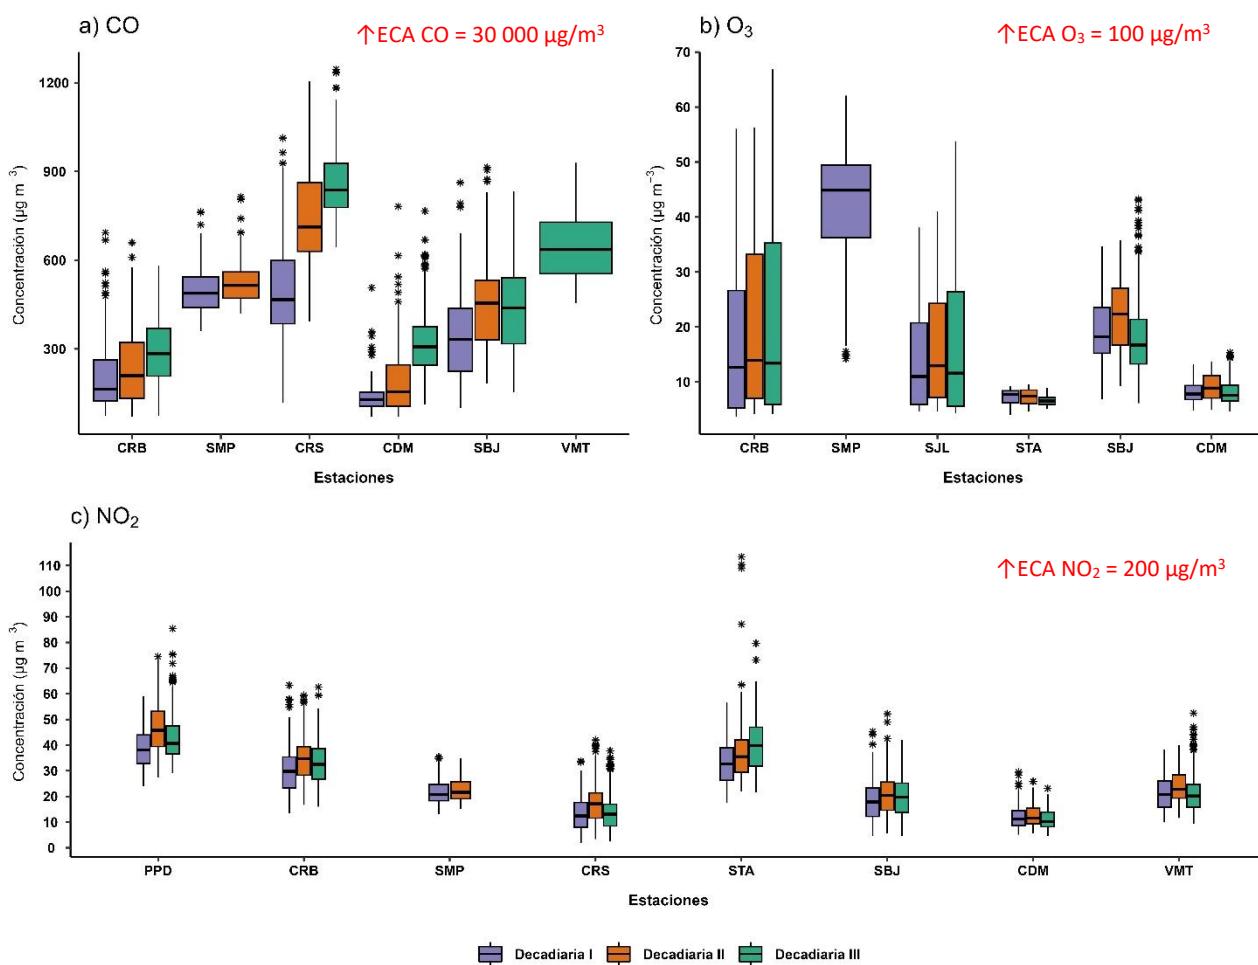 a) CO
↑ECA CO = 30 000 µg/m³
Concentración (µg m⁻³)
1200
900
600
300
CRB SMP CRS CDM SBJ VMT
Estaciones
b) O₃
↑ECA O₃ = 100 µg/m³
Concentración (µg m⁻³)
70
60
50
40
30
20
10
CRB SMP SJL STA SBJ CDM
Estaciones
c) NO₂
↑ECA NO₂ = 200 µg/m³
Concentración (µg m⁻³)
110
100
90
80
70
60
50
40
30
20
10
0
PPD CRB SMP CRS STA SBJ CDM VMT
Estaciones
Decadiaria I Decadiaria II Decadiaria III